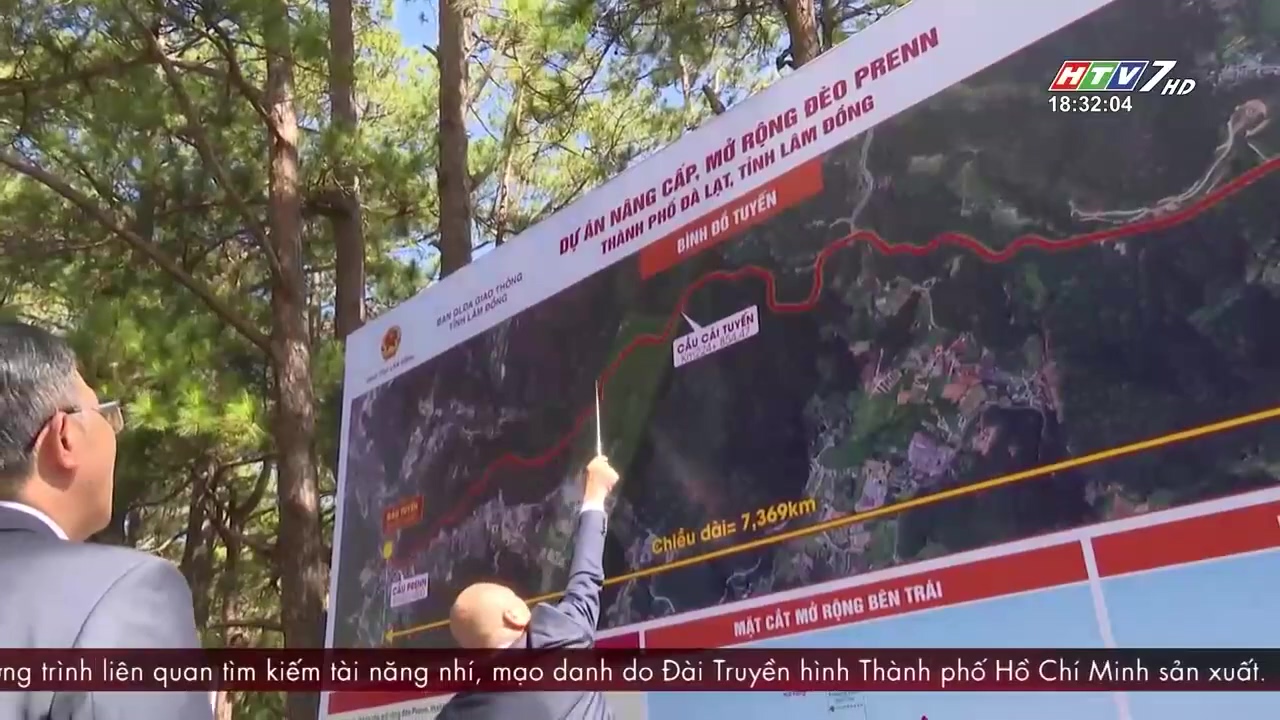 HTV7 HD
18:32:04
DỰ ÁN NÂNG CẤP, MỞ RỘNG ĐÈO PRENN
THÀNH PHỐ ĐÀ LẠT, TỈNH LÂM ĐỒNG
BÌNH ĐỒ TUYẾN
BAN QLDA GIAO THÔNG
TỈNH LÂM ĐỒNG
CẦU CẢI TUYẾN
ĐẦU TUYẾN
CẦU PRENN
Chiều dài= 7,369km
MẶT CẮT MỞ RỘNG BÊN TRÁI
ơng trình liên quan tìm kiếm tài năng nhí, mạo danh do Đài Truyền hình Thành phố Hồ Chí Minh sản xuất.